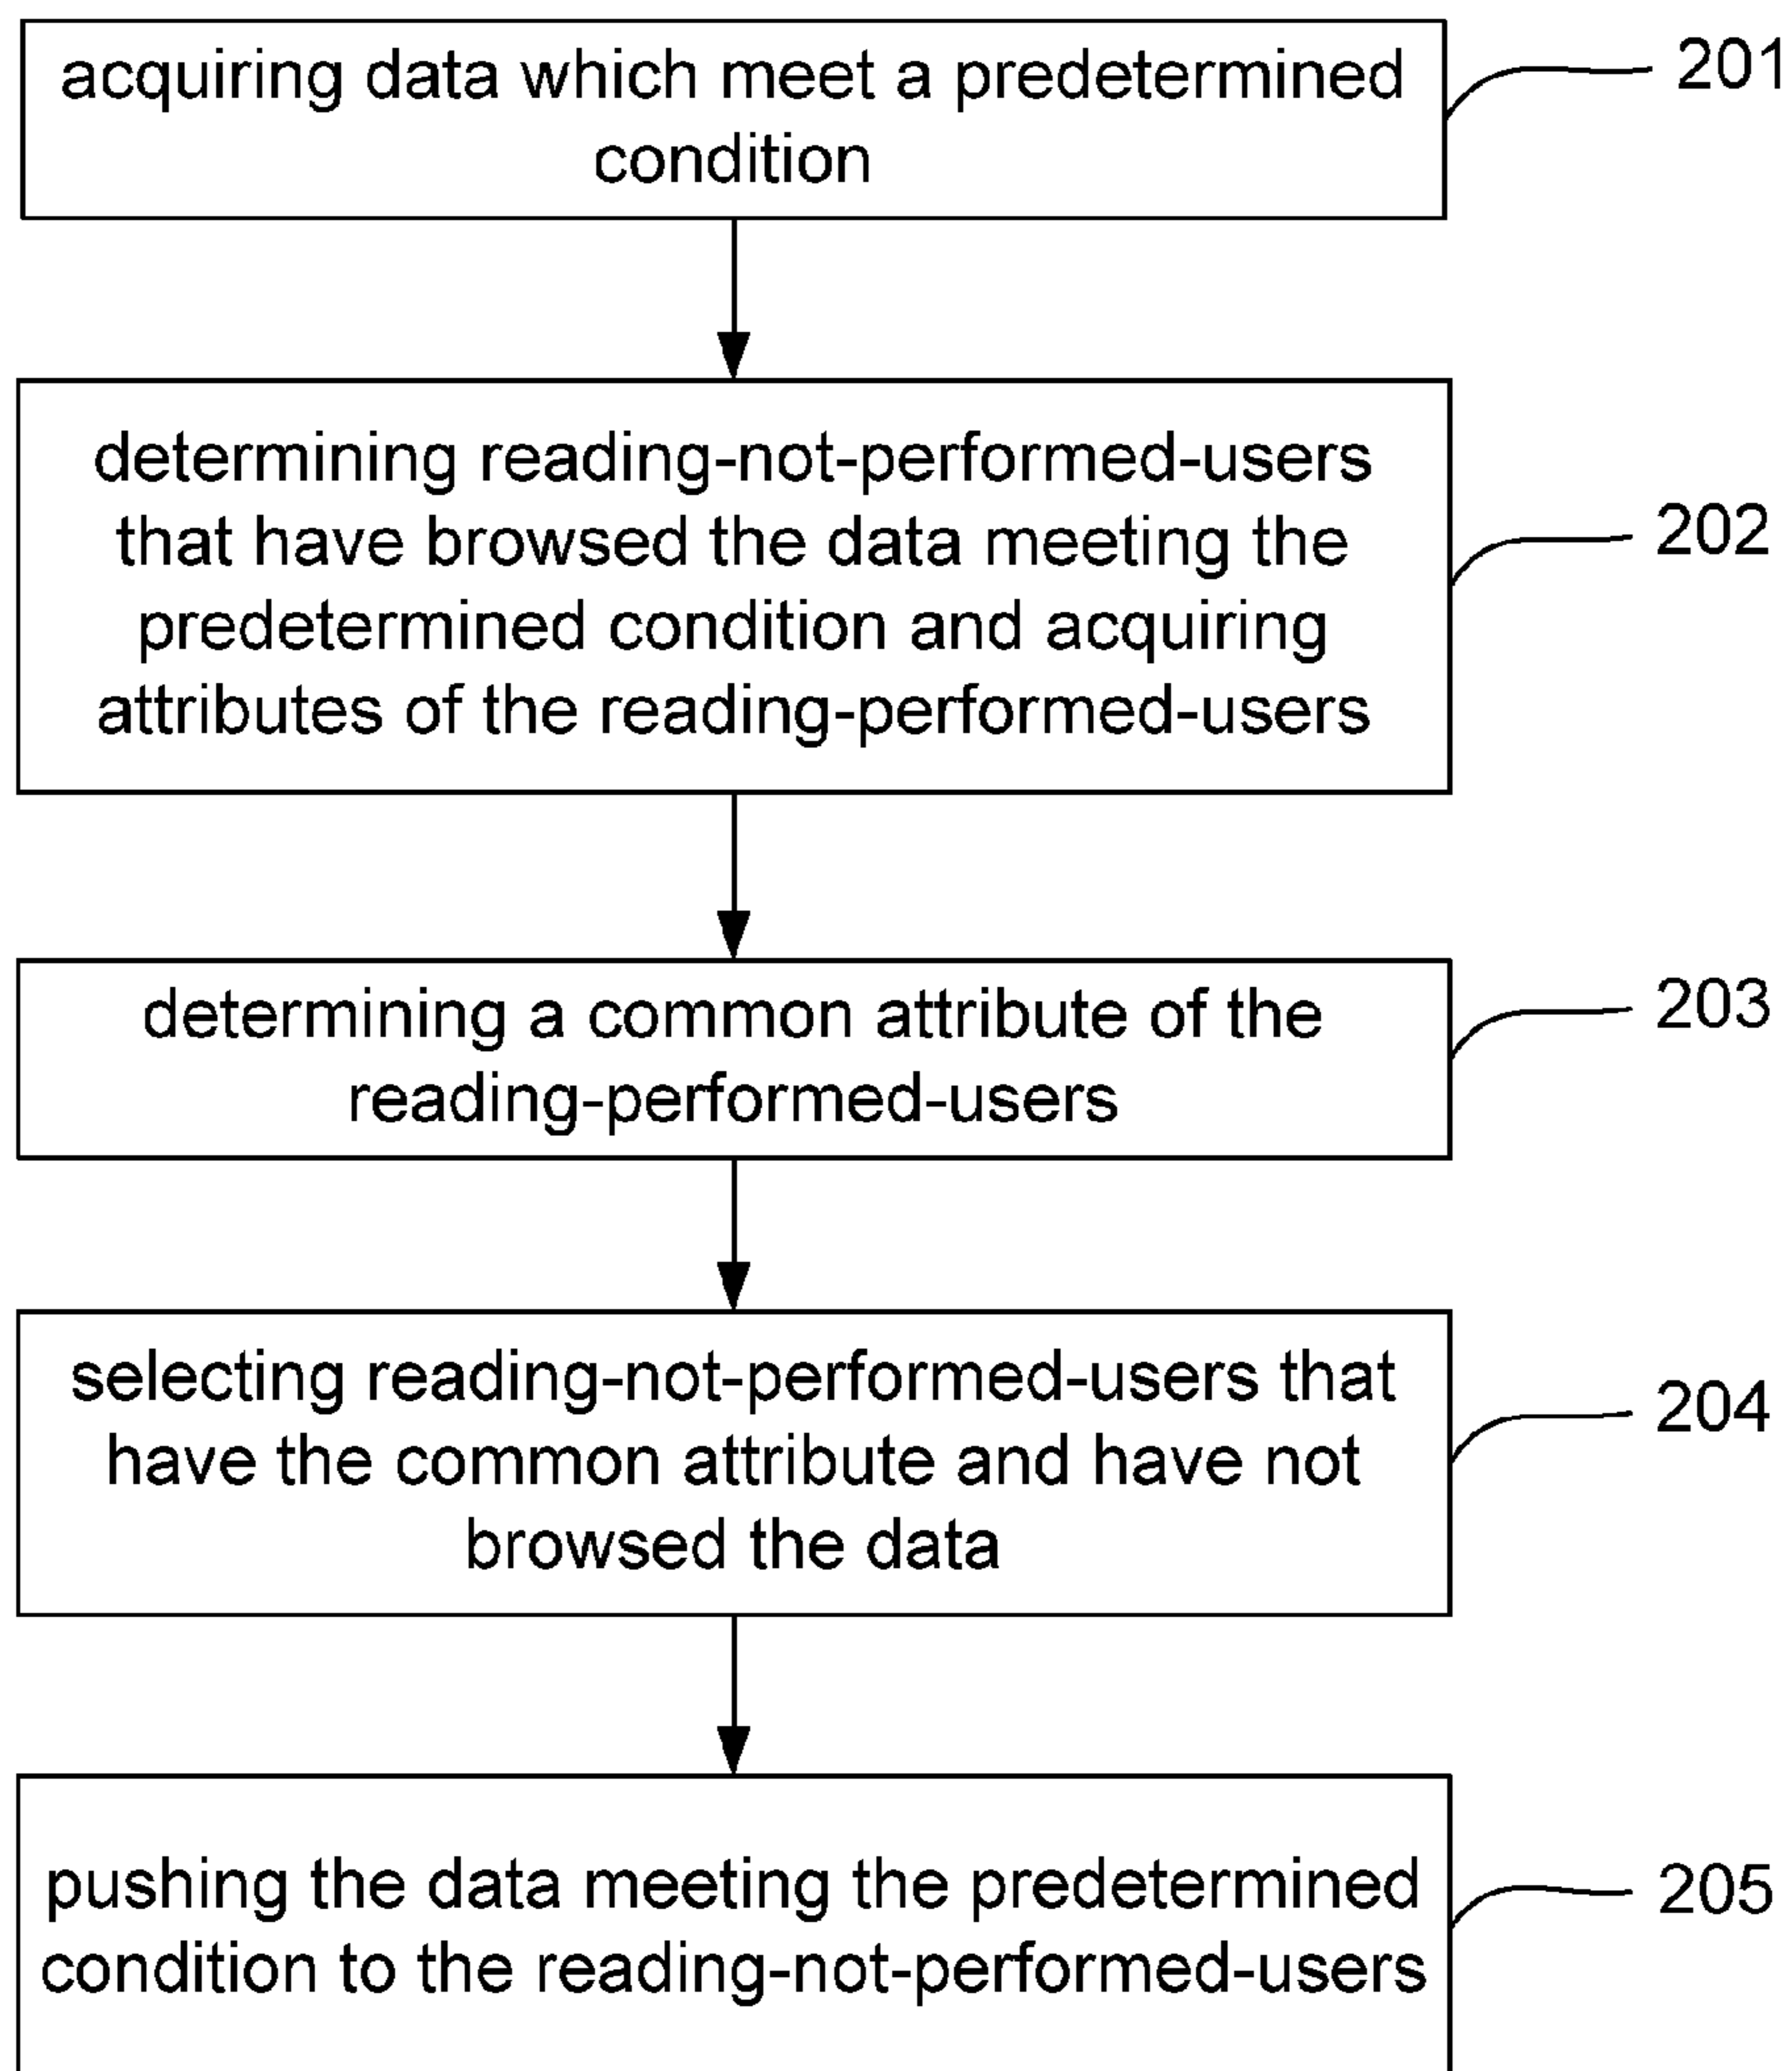 acquiring data which meet a predetermined
condition
201
determining reading-not-performed-users
that have browsed the data meeting the
predetermined condition and acquiring
attributes of the reading-performed-users
202
determining a common attribute of the
reading-performed-users
203
selecting reading-not-performed-users that
have the common attribute and have not
browsed the data
204
pushing the data meeting the predetermined
condition to the reading-not-performed-users
205